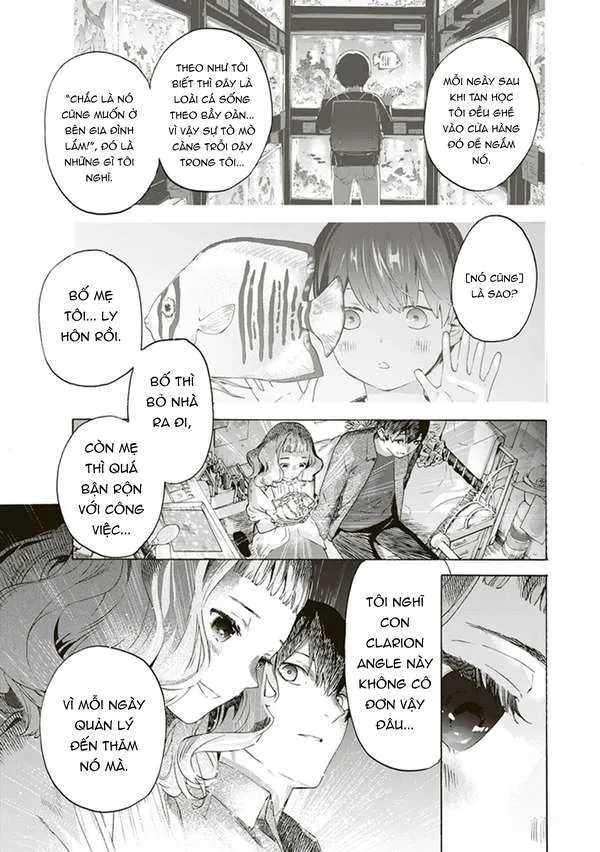 MỖI NGÀY SAU
KHI TAN HỌC
TÔI ĐỀU GHÉ
VÀO CỬA HÀNG
ĐÓ ĐỂ NGẮM
NÓ.
THEO NHƯ TÔI
BIẾT THÌ ĐÂY LÀ
LOÀI CÁ SỐNG
THEO BẦY ĐÀN...
VÌ VẬY SỰ TÒ MÒ
CÀNG TRỖI DẬY
TRONG TÔI...
"CHẮC LÀ NÓ
CŨNG MUỐN Ở
BÊN GIA ĐÌNH
LẮM!", ĐÓ LÀ
NHỮNG GÌ TÔI
NGHĨ.
[NÓ CŨNG]
LÀ SAO?
BỐ MẸ
TÔI... LY
HÔN RỒI.
BỐ THÌ
BỎ NHÀ
RA ĐI,
CÒN MẸ
THÌ QUÁ
BẬN RỘN
VỚI CÔNG
VIỆC...
TÔI NGHĨ
CON
CLARION
ANGLE NÀY
KHÔNG CÔ
ĐƠN VẬY
ĐÂU...
VÌ MỖI NGÀY
QUẢN LÝ
ĐẾN THĂM
NÓ MÀ.